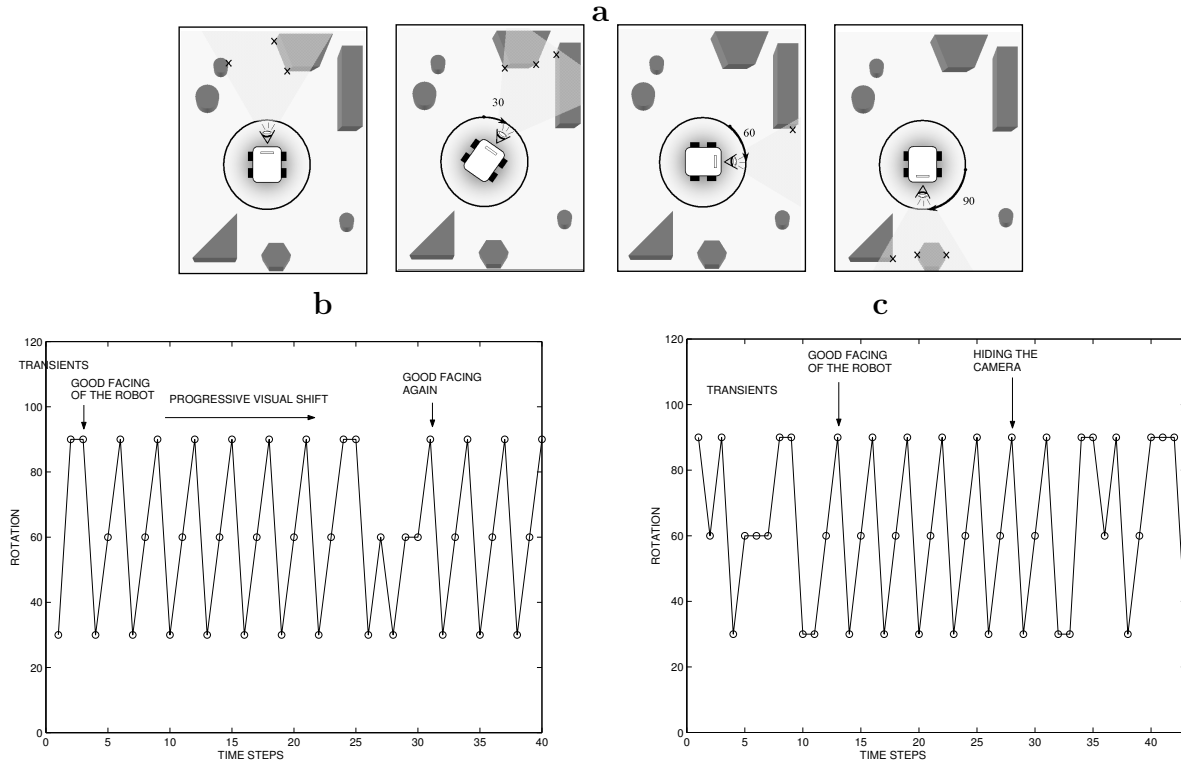 a
30
60
90
b
c
120
100
80
60
40
20
0
ROTATION
TRANSIENTS
GOOD FACING
OF THE ROBOT
PROGRESSIVE VISUAL SHIFT
GOOD FACING
AGAIN
0 5 10 15 20 25 30 35 40
TIME STEPS
120
100
80
60
40
20
0
ROTATION
TRANSIENTS
GOOD FACING
OF THE ROBOT
HIDING THE
CAMERA
0 5 10 15 20 25 30 35 40
TIME STEPS